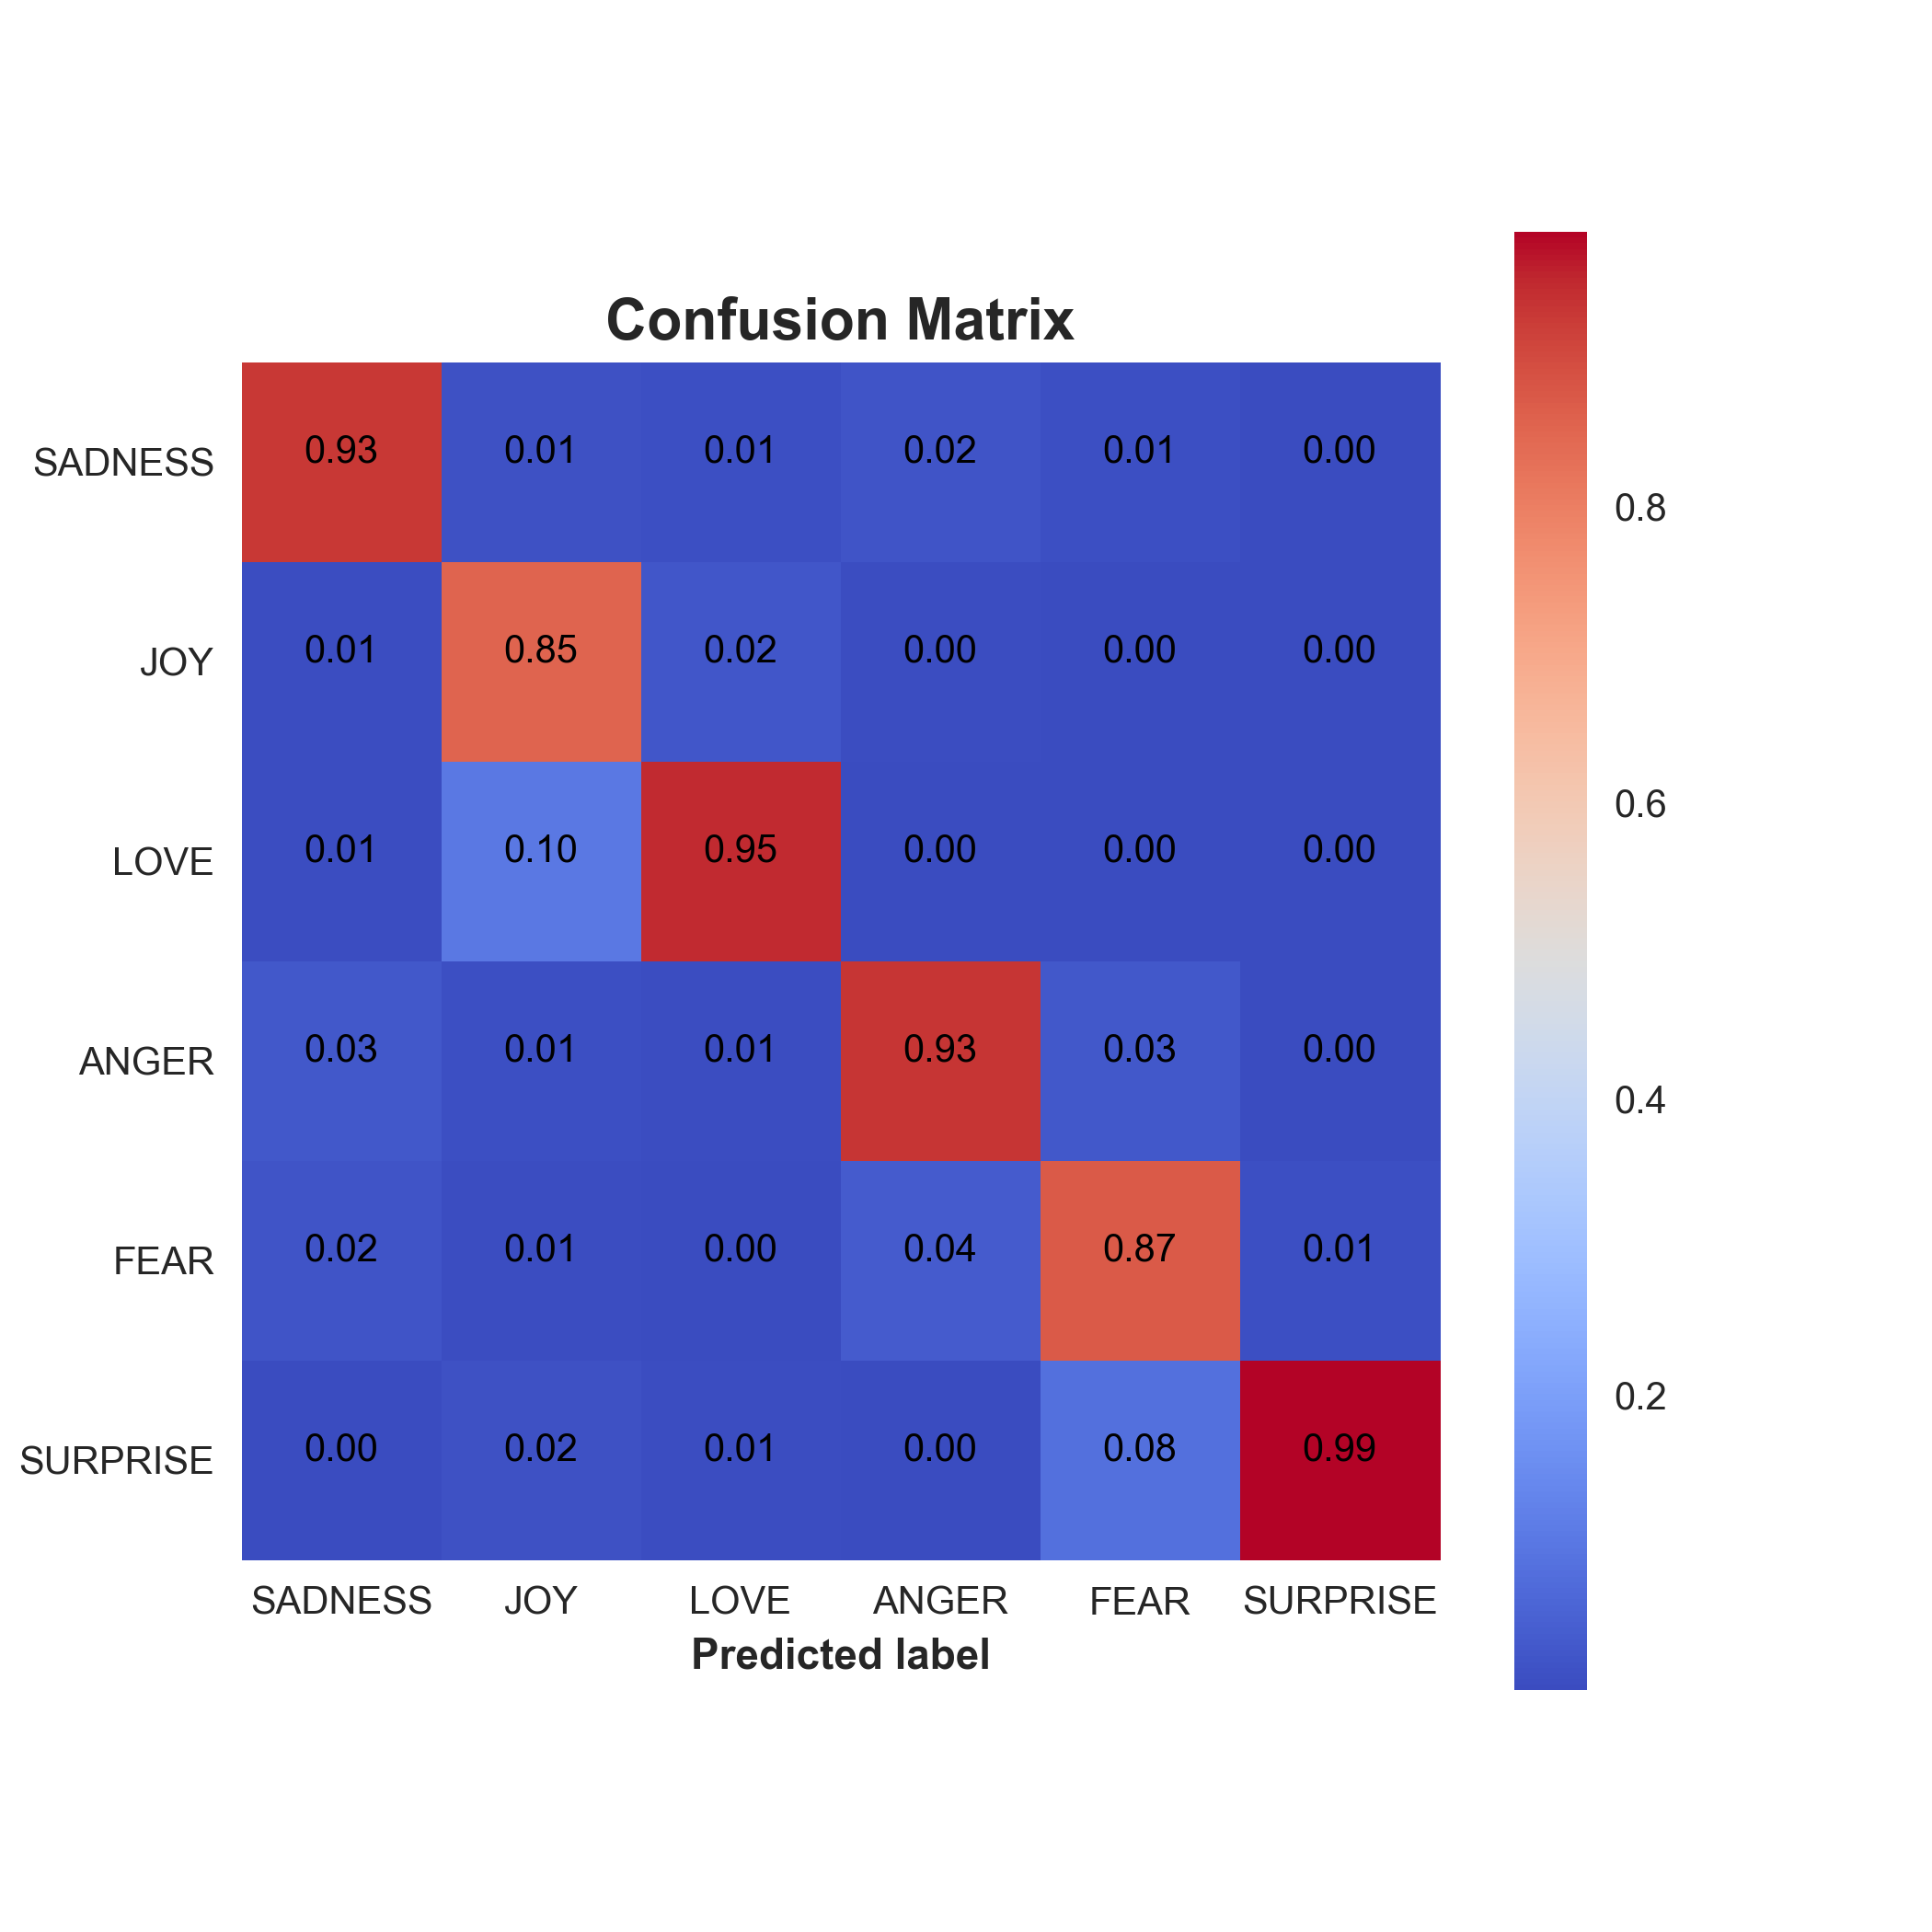 Confusion Matrix
SADNESS 0.93 0.01 0.01 0.02 0.01 0.00
JOY 0.01 0.85 0.02 0.00 0.00 0.00
LOVE 0.01 0.10 0.95 0.00 0.00 0.00
ANGER 0.03 0.01 0.01 0.93 0.03 0.00
FEAR 0.02 0.01 0.00 0.04 0.87 0.01
SURPRISE 0.00 0.02 0.01 0.00 0.08 0.99
SADNESS JOY LOVE ANGER FEAR SURPRISE
Predicted label
0.8
0.6
0.4
0.2